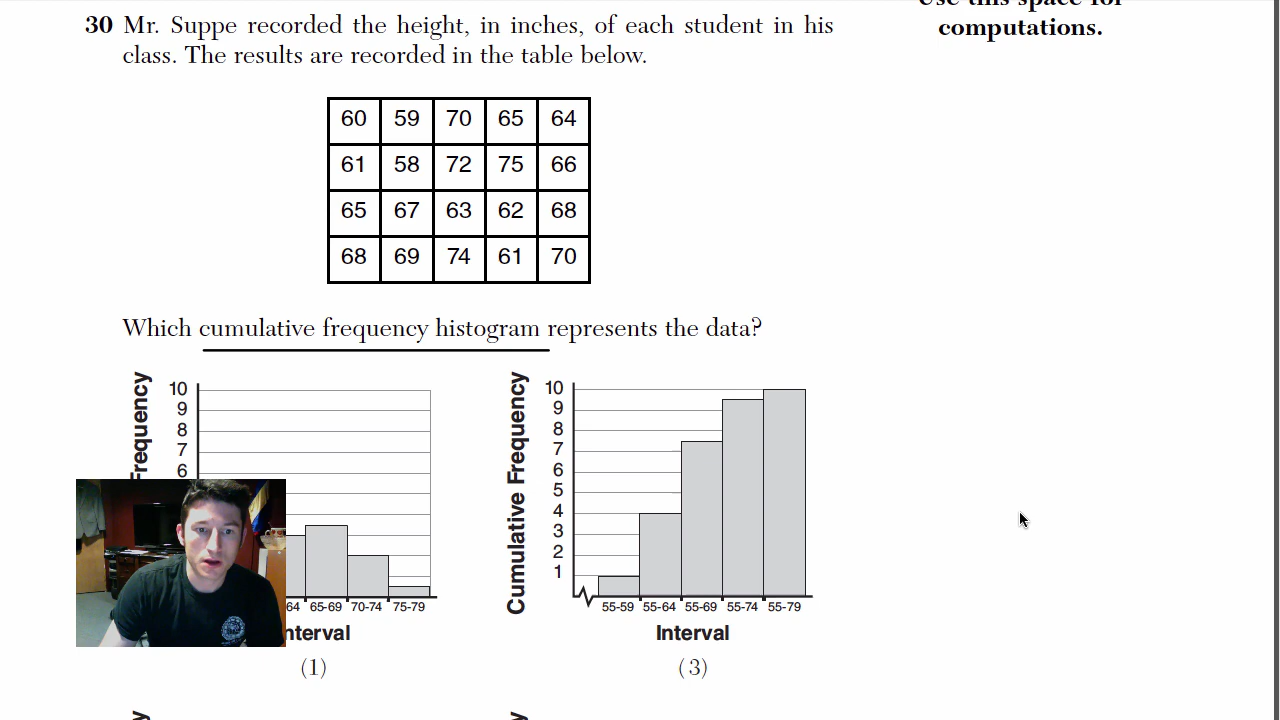 Use this space for
computations.
30 Mr. Suppe recorded the height, in inches, of each student in his
class. The results are recorded in the table below.
60 59 70 65 64
61 58 72 75 66
65 67 63 62 68
68 69 74 61 70
Which cumulative frequency histogram represents the data?
Frequency
10
9
8
7
6
64 65-69 70-74 75-79
nterval
(1)
Cumulative Frequency
10
9
8
7
6
5
4
3
2
1
55-59 55-64 55-69 55-74 55-79
Interval
(3)